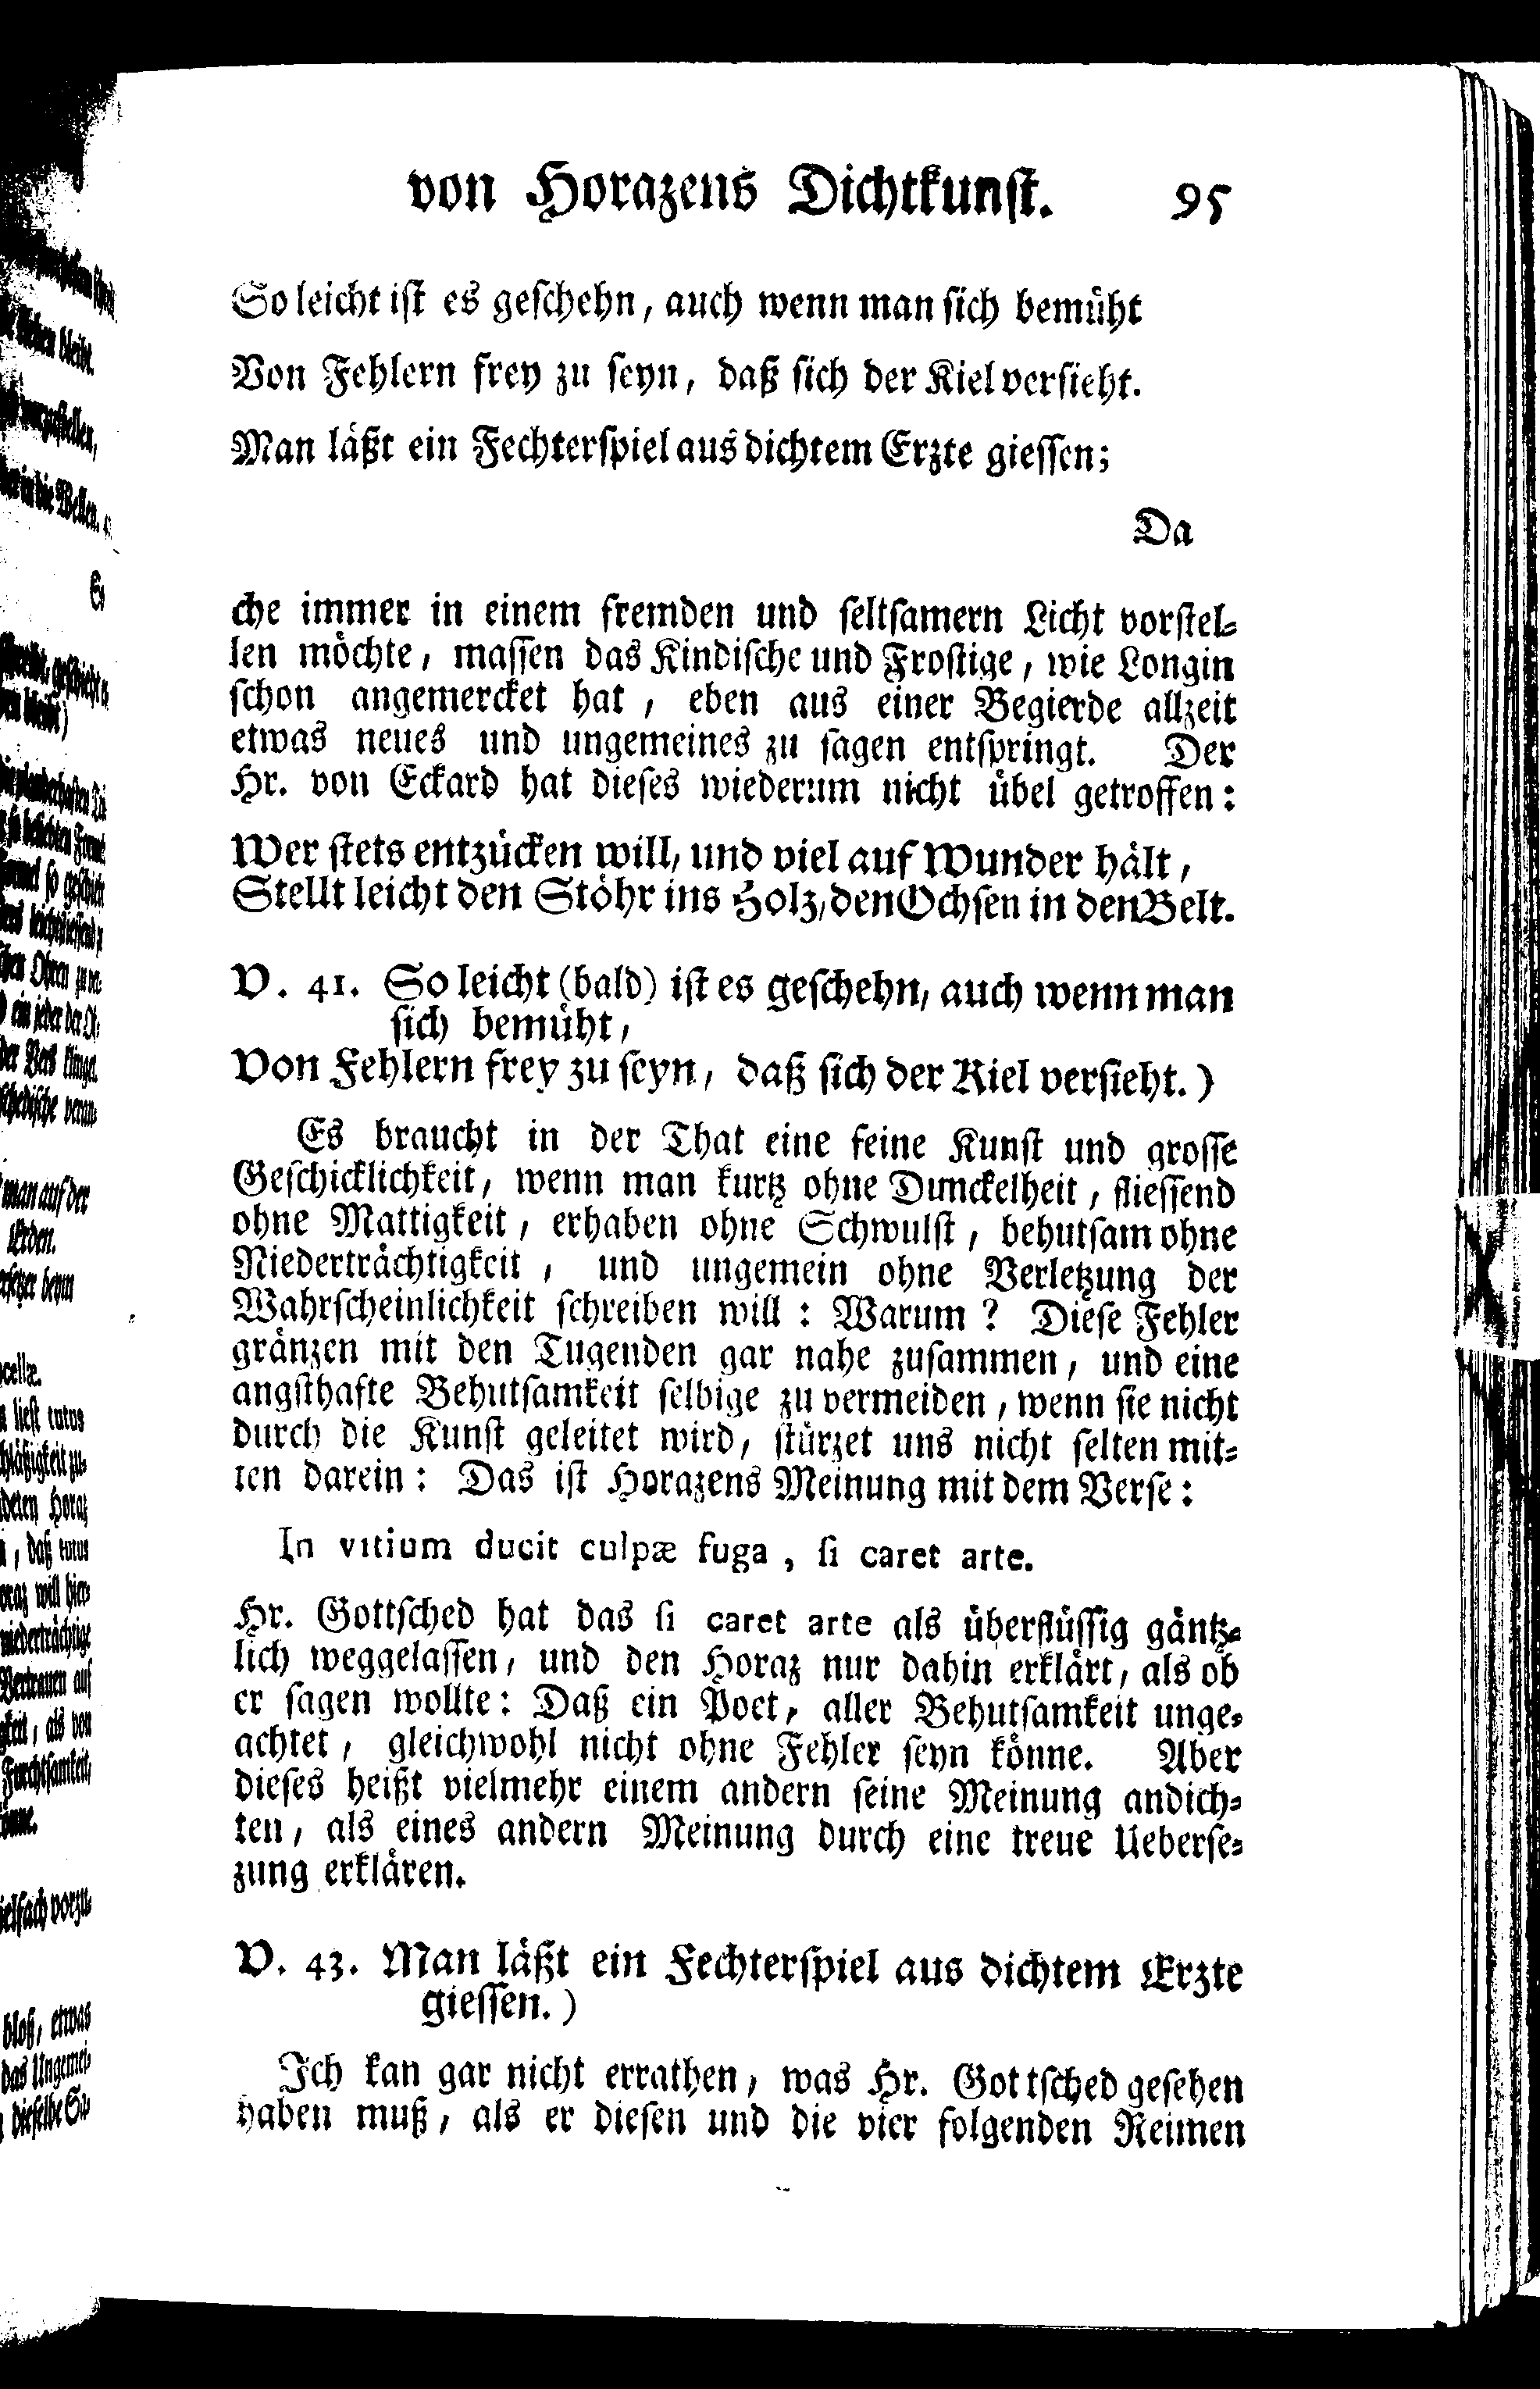 von Horazens Dichtkunst. 95
So leicht ist es geschehn, auch wenn man sich bemüht
Von Fehlern frey zu seyn, daß sich der Kiel versieht.
Man läßt ein Fechterspiel aus dichtem Erzte giessen;
Da
che immer in einem fremden und seltsamern Licht vorstel-
len möchte, massen das Kindische und Frostige, wie Longin
schon angemercket hat, eben aus einer Begierde allzeit
etwas neues und ungemeines zu sagen entspringt. Der
Hr. von Eckard hat dieses wiederum nicht übel getroffen:
Wer stets entzücken will, und viel auf Wunder hält,
Stellt leicht den Stöhr ins Holz, den Ochsen in den Belt.
V. 41. So leicht (bald) ist es geschehn, auch wenn man
sich bemüht,
Von Fehlern frey zu seyn, daß sich der Kiel versieht.)
Es braucht in der That eine feine Kunst und grosse
Geschicklichkeit, wenn man kurtz ohne Dunckelheit, fliessend
ohne Mattigkeit, erhaben ohne Schwulst, behutsam ohne
Niederträchtigkeit, und ungemein ohne Verletzung der
Wahrscheinlichkeit schreiben will: Warum? Diese Fehler
gränzen mit den Tugenden gar nahe zusammen, und eine
angsthafte Behutsamkeit selbige zu vermeiden, wenn sie nicht
durch die Kunst geleitet wird, stürzet uns nicht selten mit-
ten darein: Das ist Horazens Meinung mit dem Verse:
In vitium ducit culpæ fuga, si caret arte.
Hr. Gottsched hat das si caret arte als überflüssig gäntz-
lich weggelassen, und den Horaz nur dahin erklärt, als ob
er sagen wollte: Daß ein Poet, aller Behutsamkeit unge-
achtet, gleichwohl nicht ohne Fehler seyn könne. Aber
dieses heißt vielmehr einem andern seine Meinung andich-
ten, als eines andern Meinung durch eine treue Ueberse-
zung erklären.
V. 43. Man läßt ein Fechterspiel aus dichtem Erzte
giessen.)
Ich kan gar nicht errathen, was Hr. Gottsched gesehen
haben muß, als er diesen und die vier folgenden Reimen